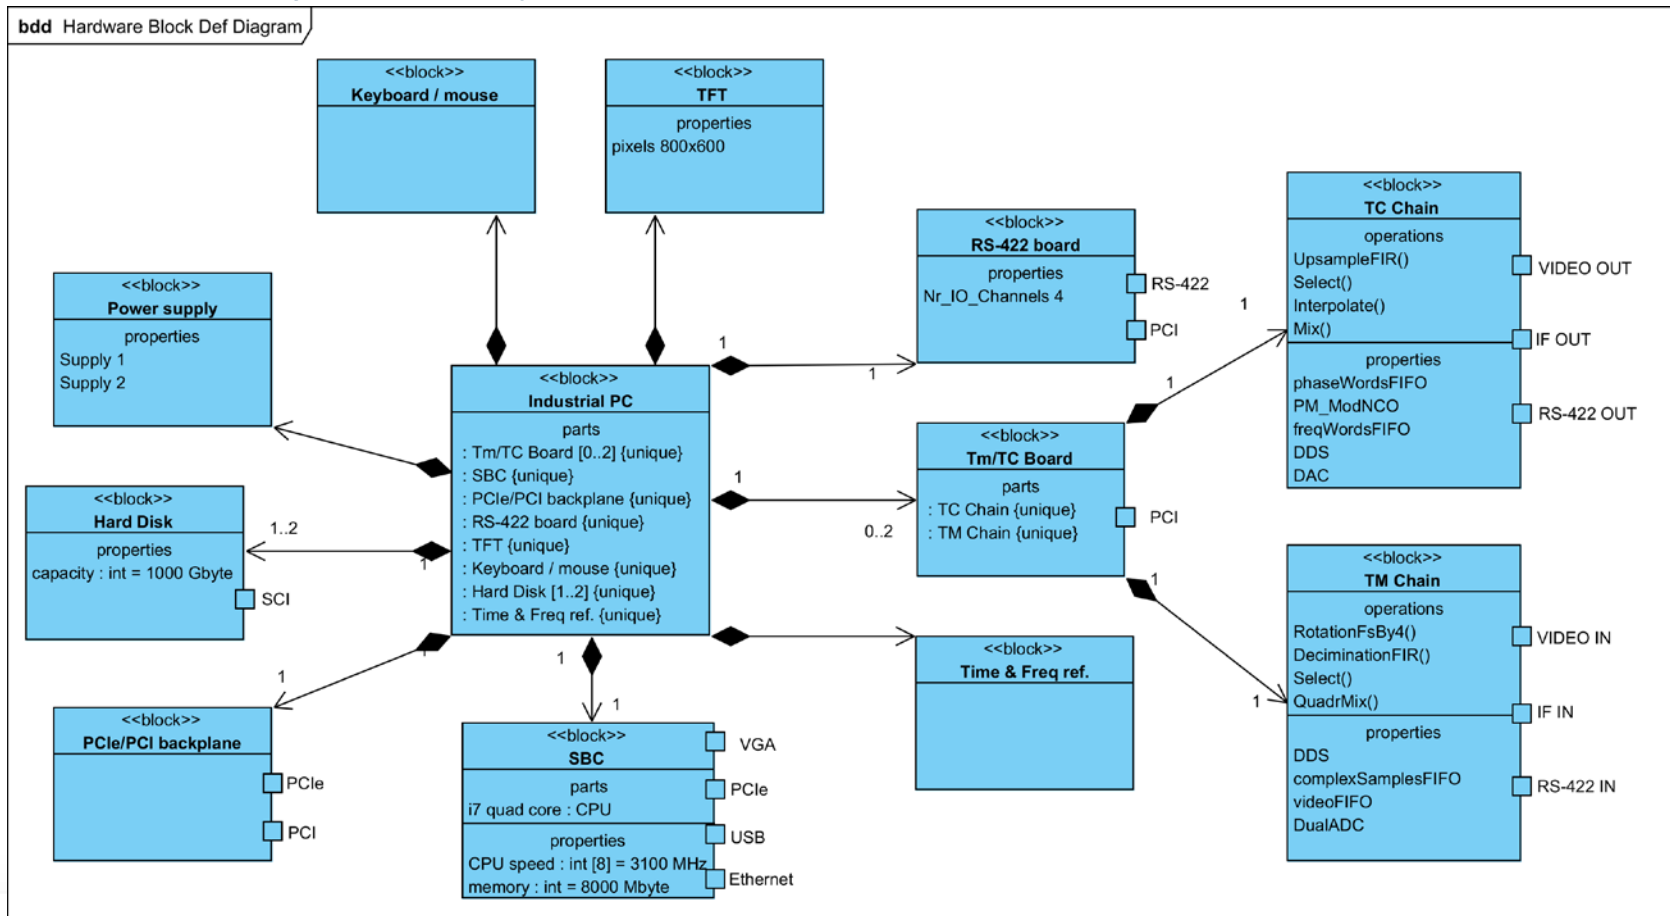 bdd Hardware Block Def Diagram
<<block>>
Keyboard / mouse
<<block>>
TFT
properties
pixels 800x600
<<block>>
Power supply
properties
Supply 1
Supply 2
<<block>>
RS-422 board
properties
Nr_IO_Channels 4
RS-422
PCI
<<block>>
TC Chain
operations
UpsampleFIR()
Select()
Interpolate()
Mix()
properties
phaseWordsFIFO
PM_ModNCO
freqWordsFIFO
DDS
DAC
VIDEO OUT
IF OUT
RS-422 OUT
1
1
1
1
<<block>>
Industrial PC
parts
: Tm/TC Board [0..2] {unique}
: SBC {unique}
: PCIe/PCI backplane {unique}
: RS-422 board {unique}
: TFT {unique}
: Keyboard / mouse {unique}
: Hard Disk [1..2] {unique}
: Time & Freq ref. {unique}
<<block>>
Tm/TC Board
parts
: TC Chain {unique}
: TM Chain {unique}
PCI
1
0..2
<<block>>
Hard Disk
properties
capacity : int = 1000 Gbyte
SCI
1..2
1
<<block>>
TM Chain
operations
RotationFsBy4()
DeciminationFIR()
Select()
QuadrMix()
properties
DDS
complexSamplesFIFO
videoFIFO
DualADC
VIDEO IN
IF IN
RS-422 IN
1
1
<<block>>
Time & Freq ref.
<<block>>
PCIe/PCI backplane
PCIe
PCI
1
1
<<block>>
SBC
parts
i7 quad core : CPU
properties
CPU speed : int [8] = 3100 MHz
memory : int = 8000 Mbyte
VGA
PCIe
USB
Ethernet
1
1